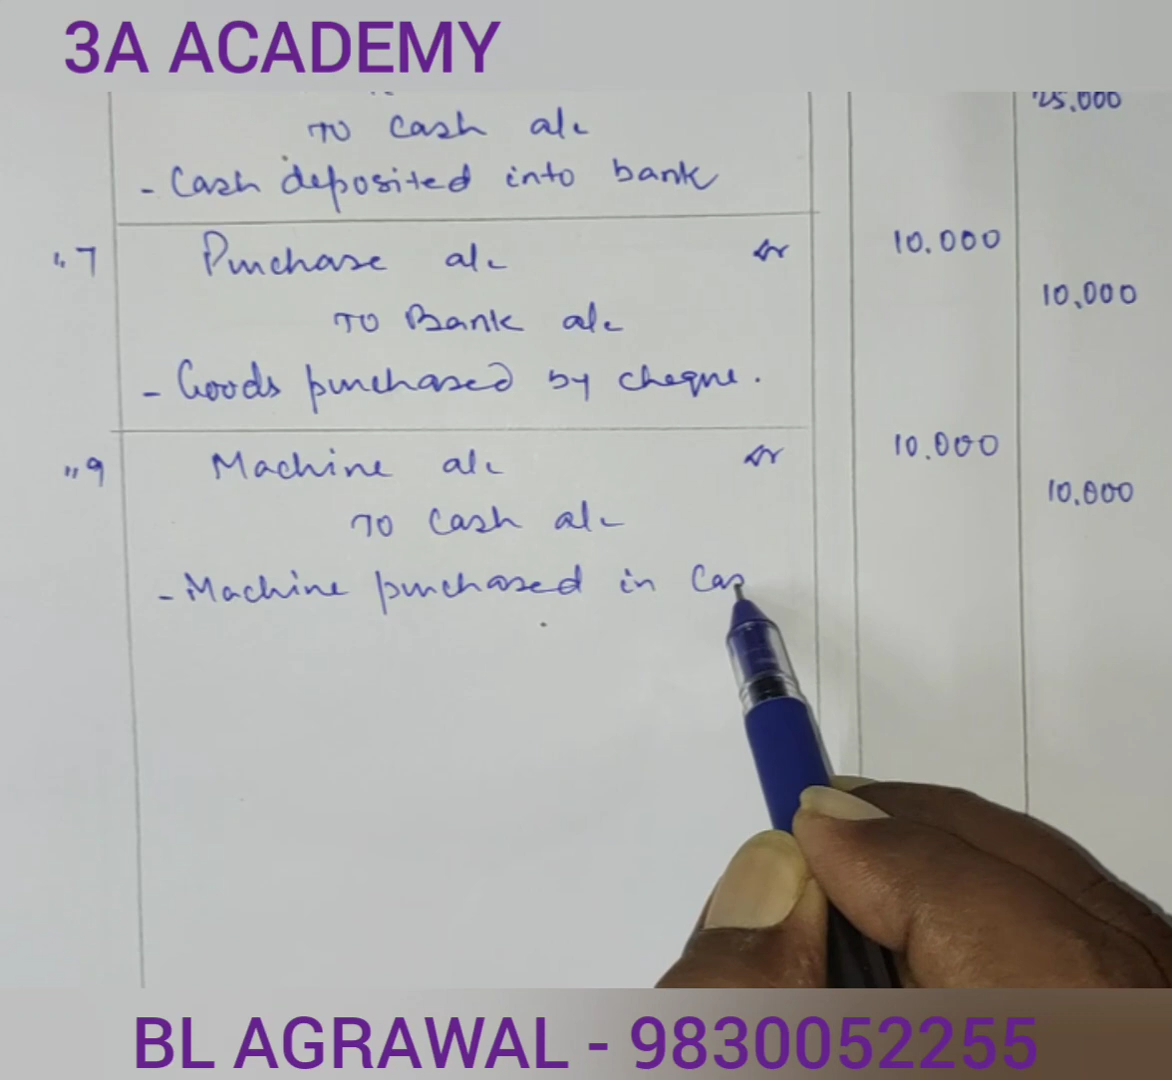 3A ACADEMY
25,000
TO Cash a/c
- Cash deposited into bank
"7 Purchase a/c Dr 10.000
10,000
TO Bank a/c
- Goods purchased by cheque.
"9 Machine a/c Dr 10.000
10,000
TO Cash a/c
- Machine purchased in Cas
BL AGRAWAL - 9830052255